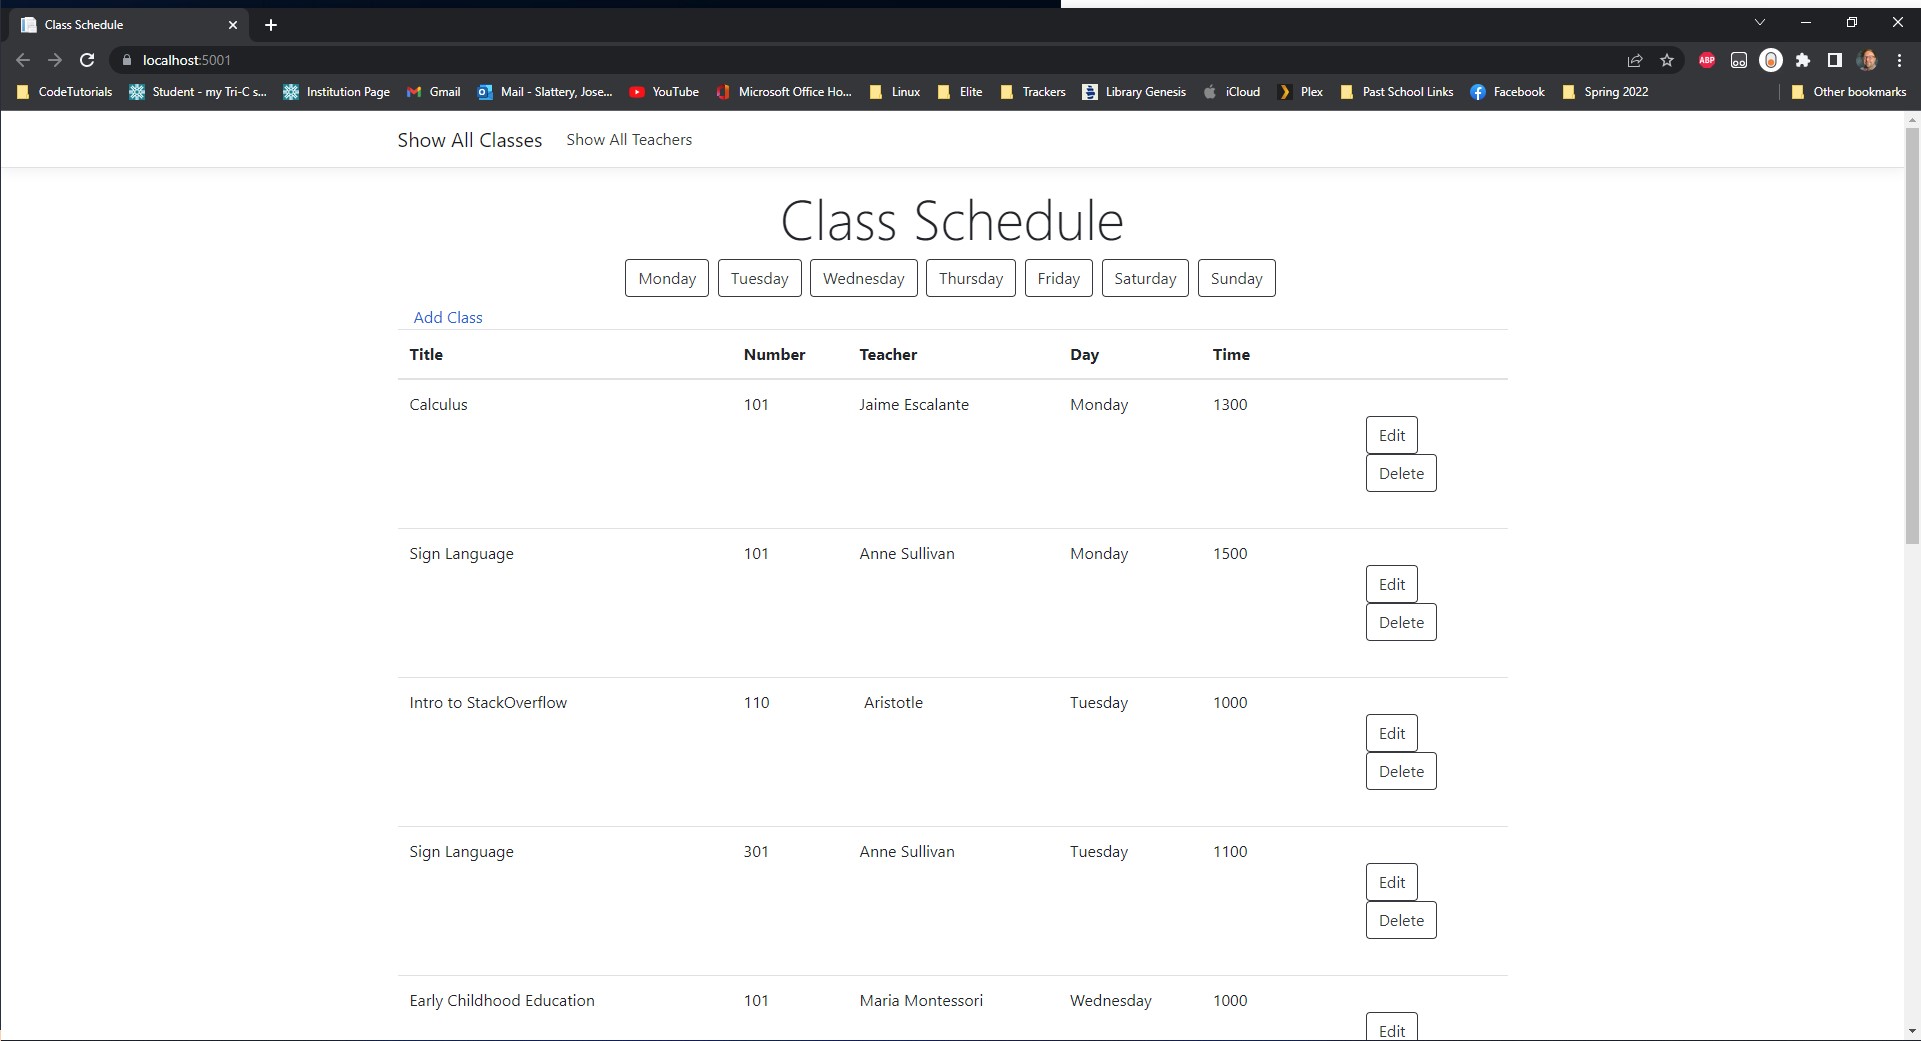 Class Schedule
localhost:5001
ABP
CodeTutorials Student - my Tri-C s... Institution Page Gmail Mail - Slattery, Jose... YouTube Microsoft Office Ho... Linux Elite Trackers Library Genesis iCloud Plex Past School Links Facebook Spring 2022 Other bookmarks
Show All Classes Show All Teachers
Class Schedule
Monday Tuesday Wednesday Thursday Friday Saturday Sunday
Add Class
Title Number Teacher Day Time
Calculus 101 Jaime Escalante Monday 1300
Edit
Delete
Sign Language 101 Anne Sullivan Monday 1500
Edit
Delete
Intro to StackOverflow 110 Aristotle Tuesday 1000
Edit
Delete
Sign Language 301 Anne Sullivan Tuesday 1100
Edit
Delete
Early Childhood Education 101 Maria Montessori Wednesday 1000
Edit